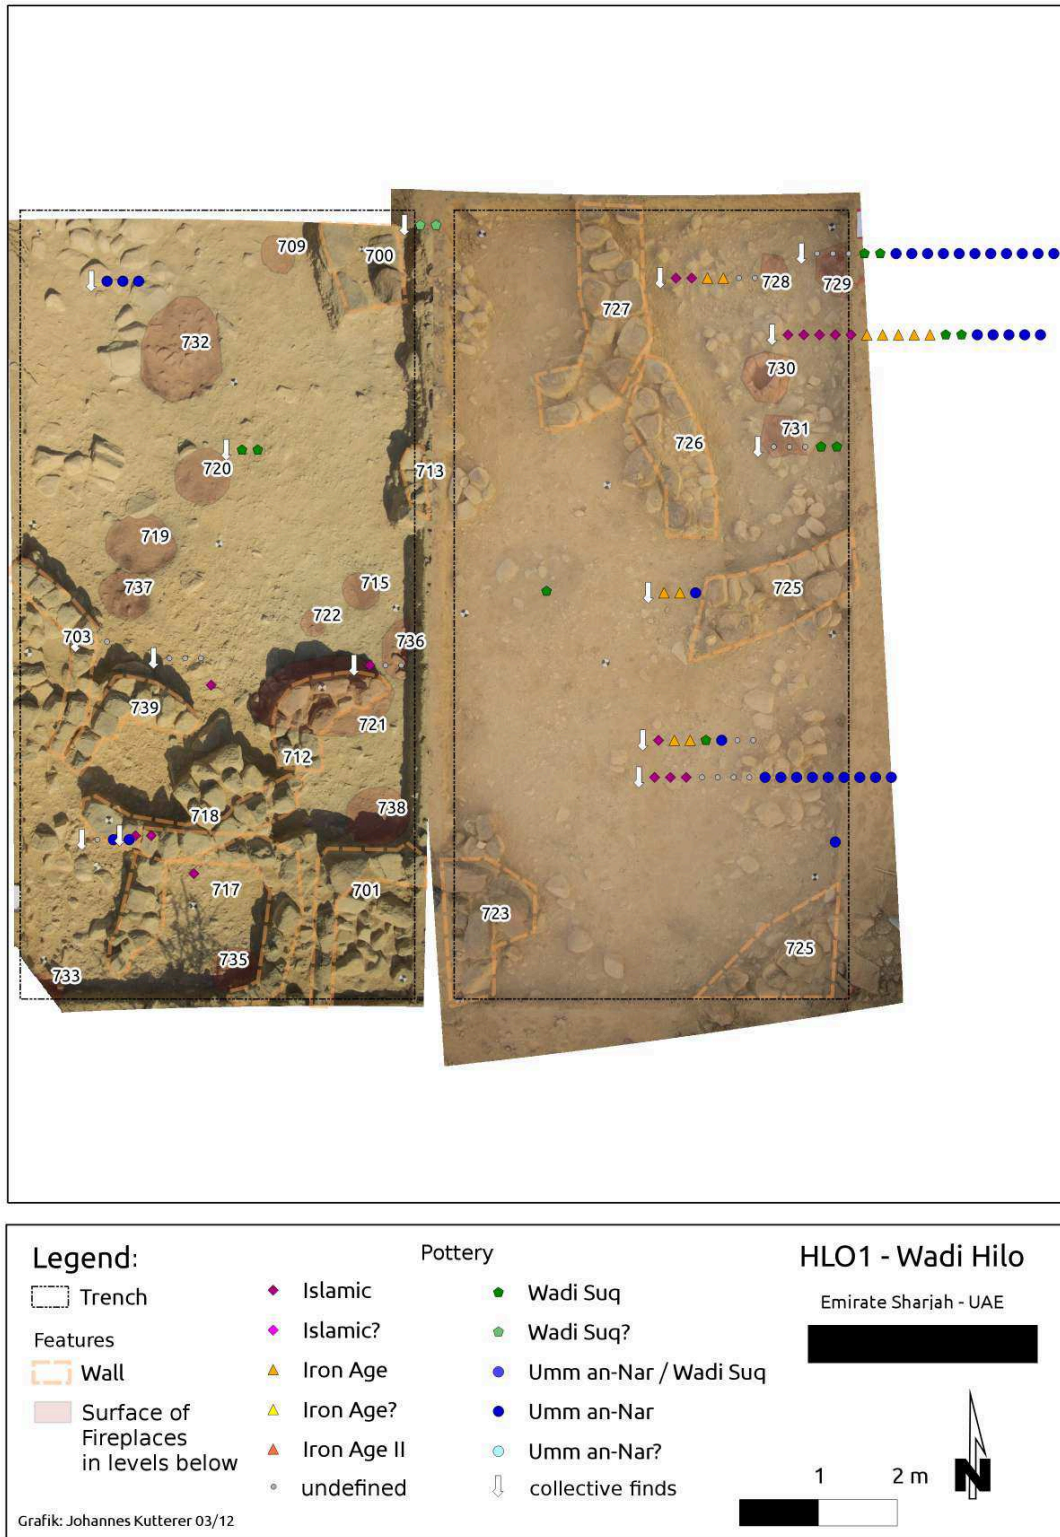 709
700
732
727
728
729
730
731
726
720
713
719
737
715
722
736
725
703
739
721
712
718
738
717
701
723
735
733
725
Legend:
Trench
Features
Wall
Surface of
Fireplaces
in levels below
Pottery
Islamic
Islamic?
Iron Age
Iron Age?
Iron Age II
undefined
Wadi Suq
Wadi Suq?
Umm an-Nar / Wadi Suq
Umm an-Nar
Umm an-Nar?
collective finds
HLO1 - Wadi Hilo
Emirate Sharjah - UAE
1 2 m
N
Grafik: Johannes Kutterer 03/12